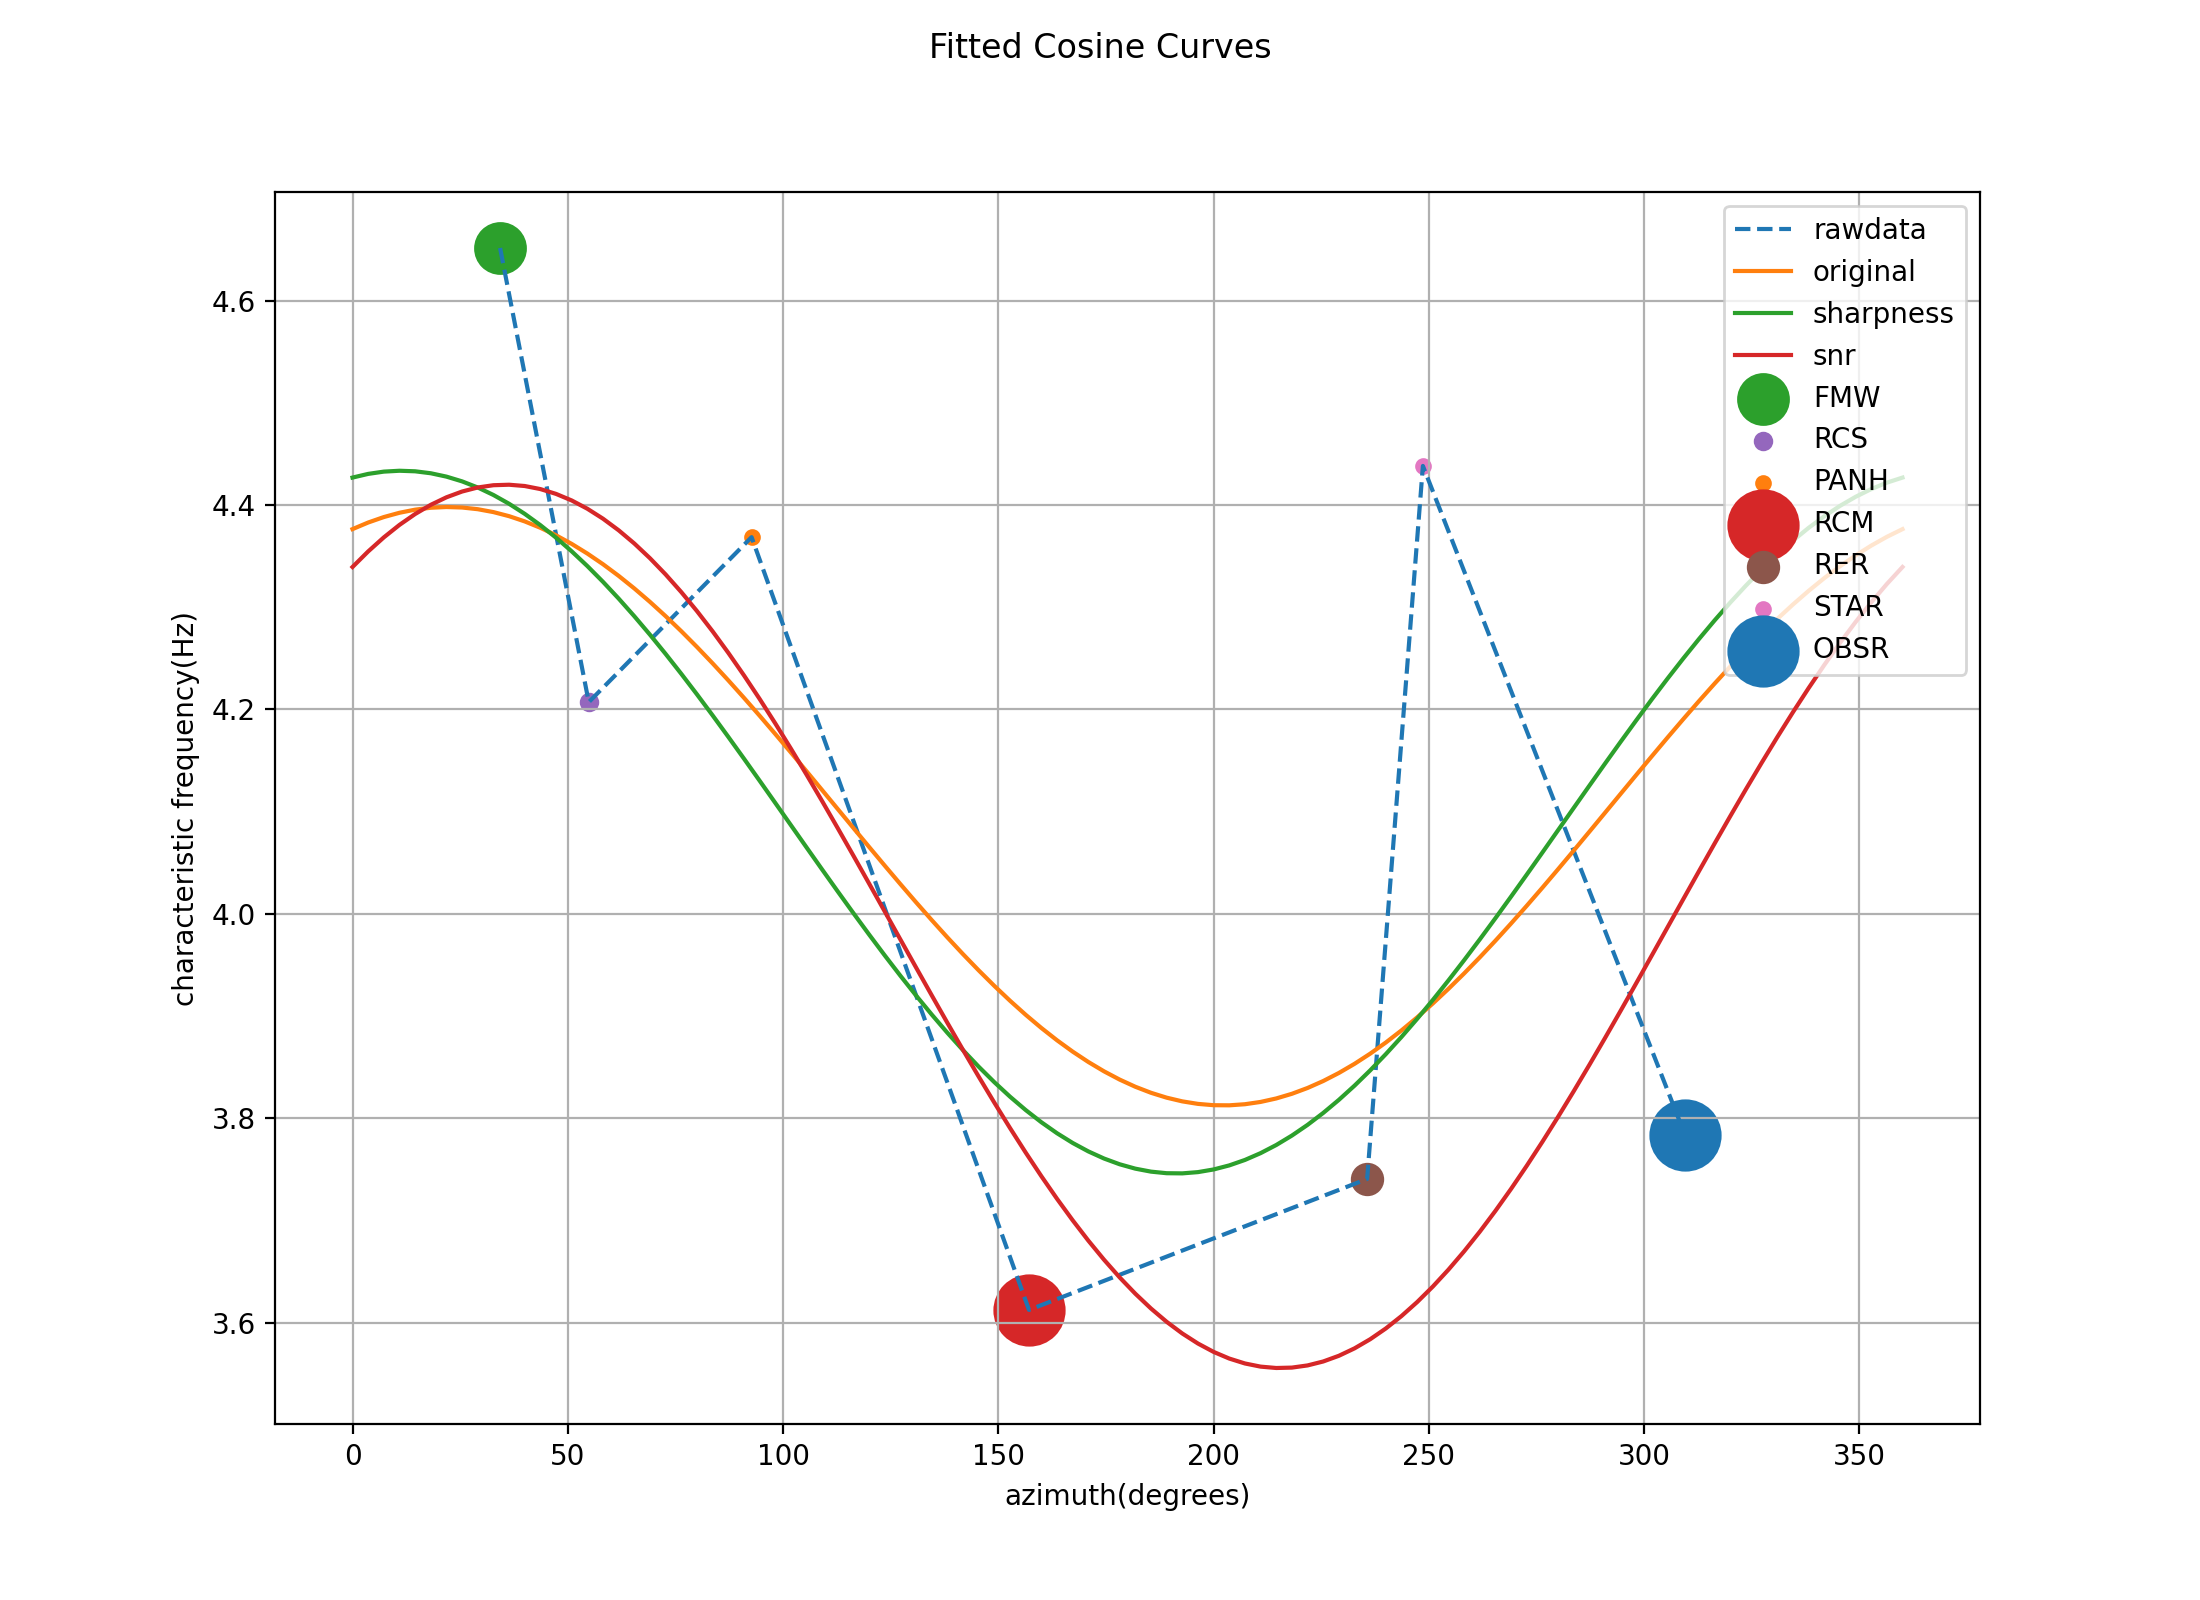 Fitted Cosine Curves
rawdata
original
sharpness
snr
FMW
RCS
PANH
RCM
RER
STAR
OBSR
4.6
4.4
4.2
4.0
3.8
3.6
characteristic frequency(Hz)
0 50 100 150 200 250 300 350
azimuth(degrees)